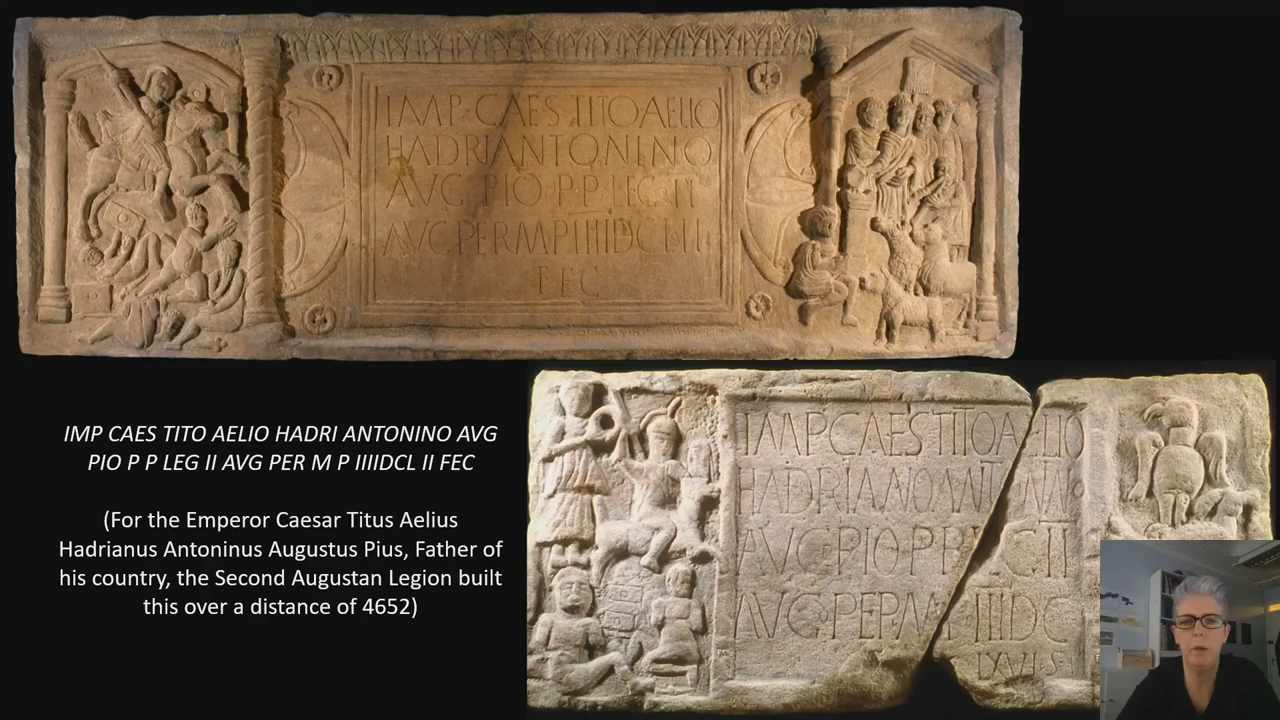 IMP·CAES·TITO·AELIO
HADRI·ANTONINO
AVG·PIO·P·P·LEG·II
AVG·PER·M·P·IIIIDCLII
FEC
IMP CAES TITO AELIO HADRI ANTONINO AVG
PIO P P LEG II AVG PER M P IIIIDCL II FEC
(For the Emperor Caesar Titus Aelius
Hadrianus Antoninus Augustus Pius, Father of
his country, the Second Augustan Legion built
this over a distance of 4652)
IMP·CAES·TITO·AELIO
HADRIANO·ANTONINO
AVG·PIO·P·P·LEG·II
AVG·PEP·M·P·IIIIDC
LXVI·S